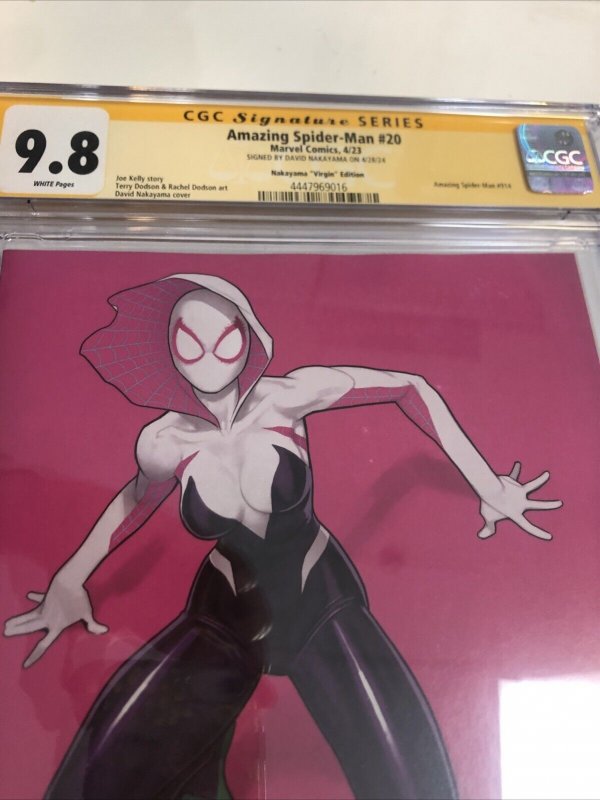 CGC Signature SERIES
Amazing Spider-Man #20
Marvel Comics, 4/23
SIGNED BY DAVID NAKAYAMA ON 4/28/24
Nakayama "Virgin" Edition
4447969016
9.8
WHITE Pages
Joe Kelly story
Terry Dodson & Rachel Dodson art
David Nakayama cover
Amazing Spider-Man #914
CGC